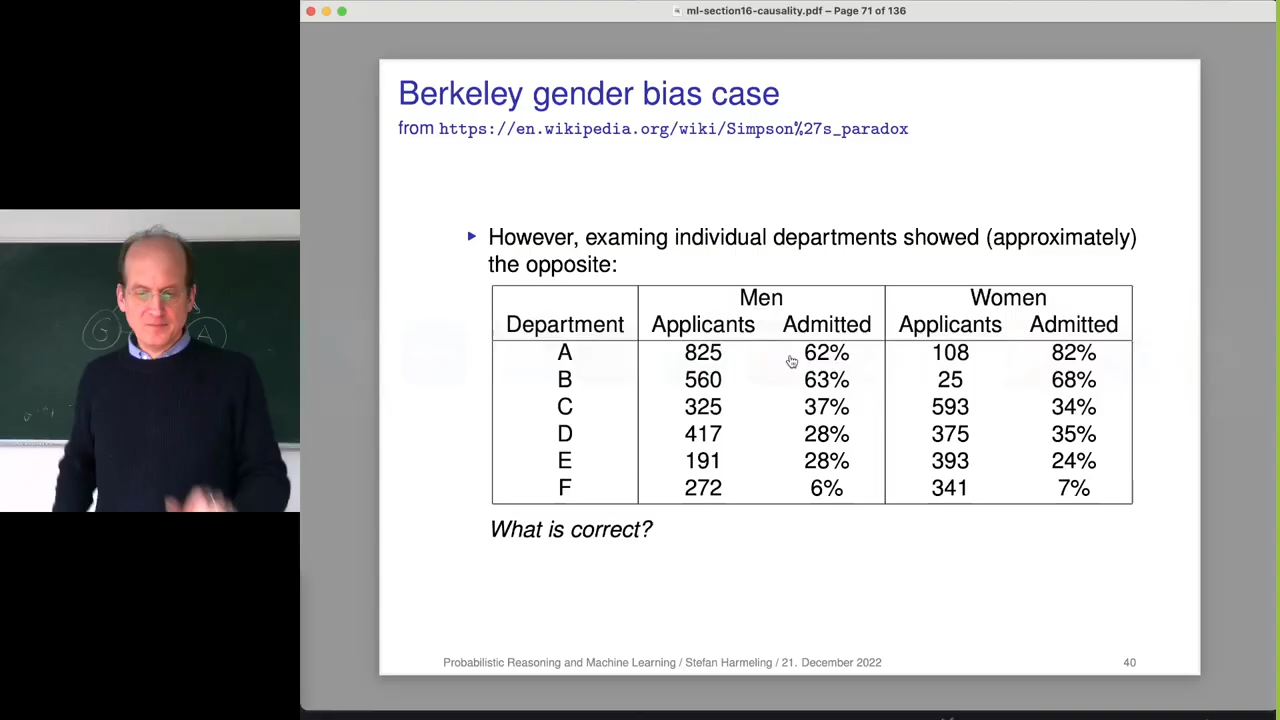 ml-section16-causality.pdf – Page 71 of 136
Berkeley gender bias case
from https://en.wikipedia.org/wiki/Simpson%27s_paradox
However, examing individual departments showed (approximately)
the opposite:
Men Women
Department Applicants Admitted Applicants Admitted
A 825 62% 108 82%
B 560 63% 25 68%
C 325 37% 593 34%
D 417 28% 375 35%
E 191 28% 393 24%
F 272 6% 341 7%
What is correct?
Probabilistic Reasoning and Machine Learning / Stefan Harmeling / 21. December 2022 40
G A